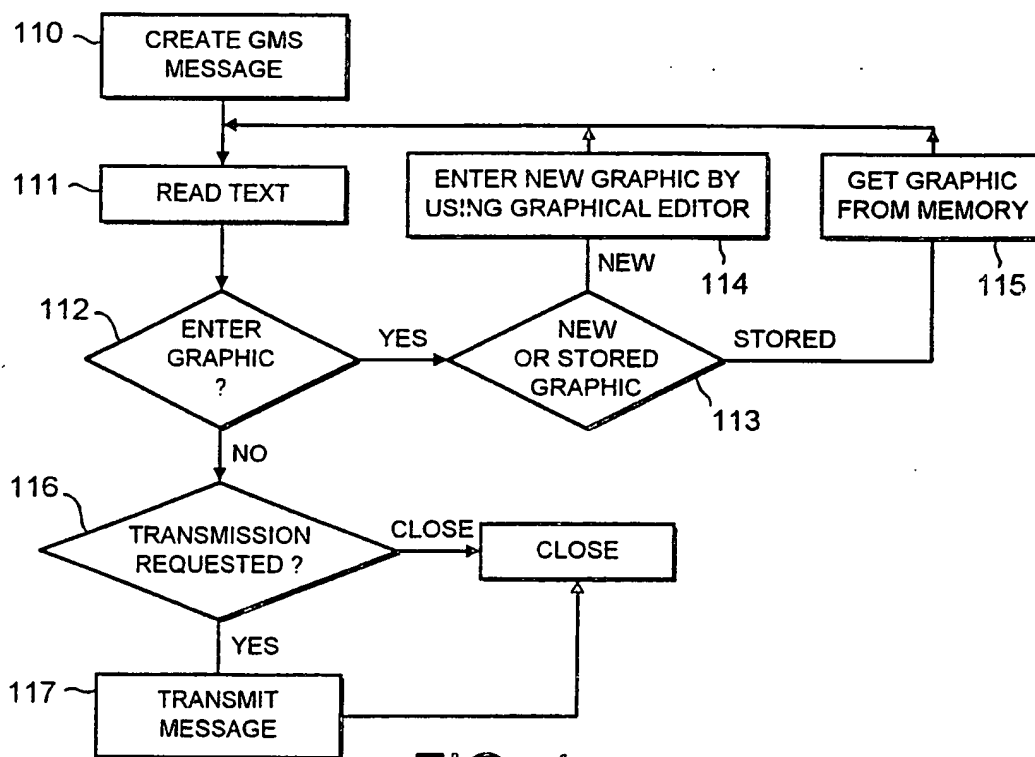 110
CREATE GMS
MESSAGE
111
READ TEXT
ENTER NEW GRAPHIC BY
USING GRAPHICAL EDITOR
114
GET GRAPHIC
FROM MEMORY
115
NEW
112
ENTER
GRAPHIC
?
YES
NEW
OR STORED
GRAPHIC
113
STORED
NO
116
TRANSMISSION
REQUESTED ?
CLOSE
CLOSE
YES
117
TRANSMIT
MESSAGE